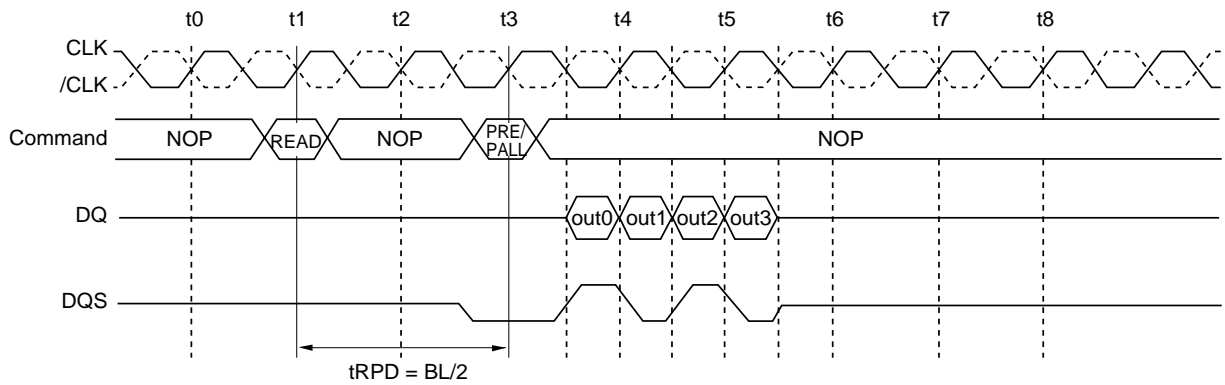 t0 t1 t2 t3 t4 t5 t6 t7 t8
CLK
/CLK
Command NOP READ NOP PRE/ PALL NOP
DQ out0 out1 out2 out3
DQS
tRPD = BL/2